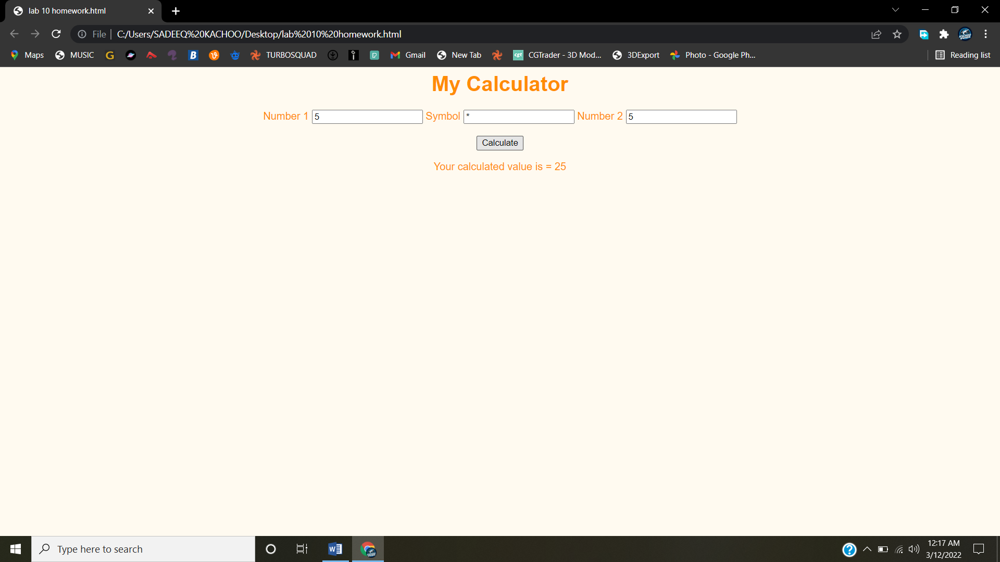 lab 10 homework.html
File | C:/Users/SADEEQ%20KACHOO/Desktop/lab%2010%20homework.html
Maps MUSIC G B TURBOSQUAD Gmail New Tab cgt CGTrader - 3D Mod... 3DExport Photo - Google Ph... Reading list
My Calculator
Number 1 5 Symbol * Number 2 5
Calculate
Your calculated value is = 25
Type here to search
W
?
12:17 AM
3/12/2022